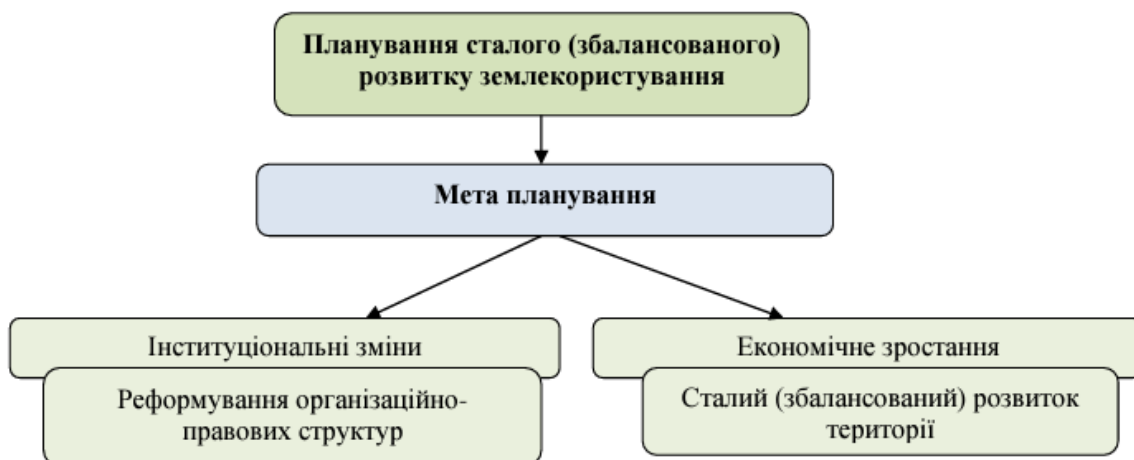 Планування сталого (збалансованого)
розвитку землекористування
Мета планування
Інституціональні зміни
Реформування організаційно-
правових структур
Економічне зростання
Сталий (збалансований) розвиток
території